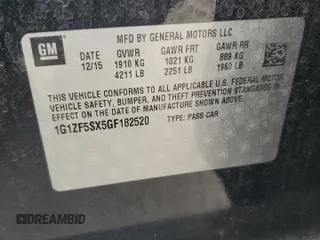 MFD BY GENERAL MOTORS LLC
GM
12/15 GVWR GAWR FRT GAWR RR
1910 KG 1021 KG 889 KG
4211 LB 2251 LB 1960 LB
THIS VEHICLE CONFORMS TO ALL APPLICABLE U.S. FEDERAL MOTOR
VEHICLE SAFETY, BUMPER, AND THEFT PREVENTION STANDARDS IN
EFFECT ON THE DATE OF MANUFACTURE SHOWN ABOVE.
1G1ZF5SX5GF182520 TYPE: PASS CAR
DREAMBID